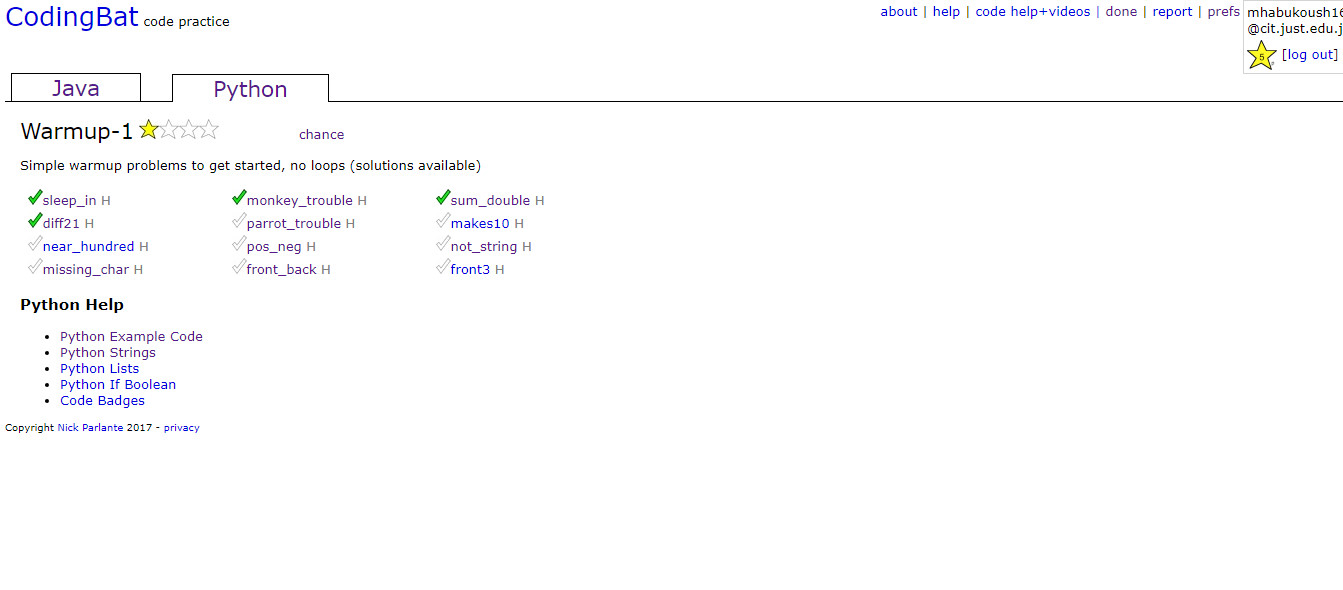 CodingBat code practice
about | help | code help+videos | done | report | prefs
mhabukoush16
@cit.just.edu.j
5 [log out]
Java Python
Warmup-1 chance
Simple warmup problems to get started, no loops (solutions available)
sleep_in H monkey_trouble H sum_double H
diff21 H parrot_trouble H makes10 H
near_hundred H pos_neg H not_string H
missing_char H front_back H front3 H
Python Help
• Python Example Code
• Python Strings
• Python Lists
• Python If Boolean
• Code Badges
Copyright Nick Parlante 2017 - privacy